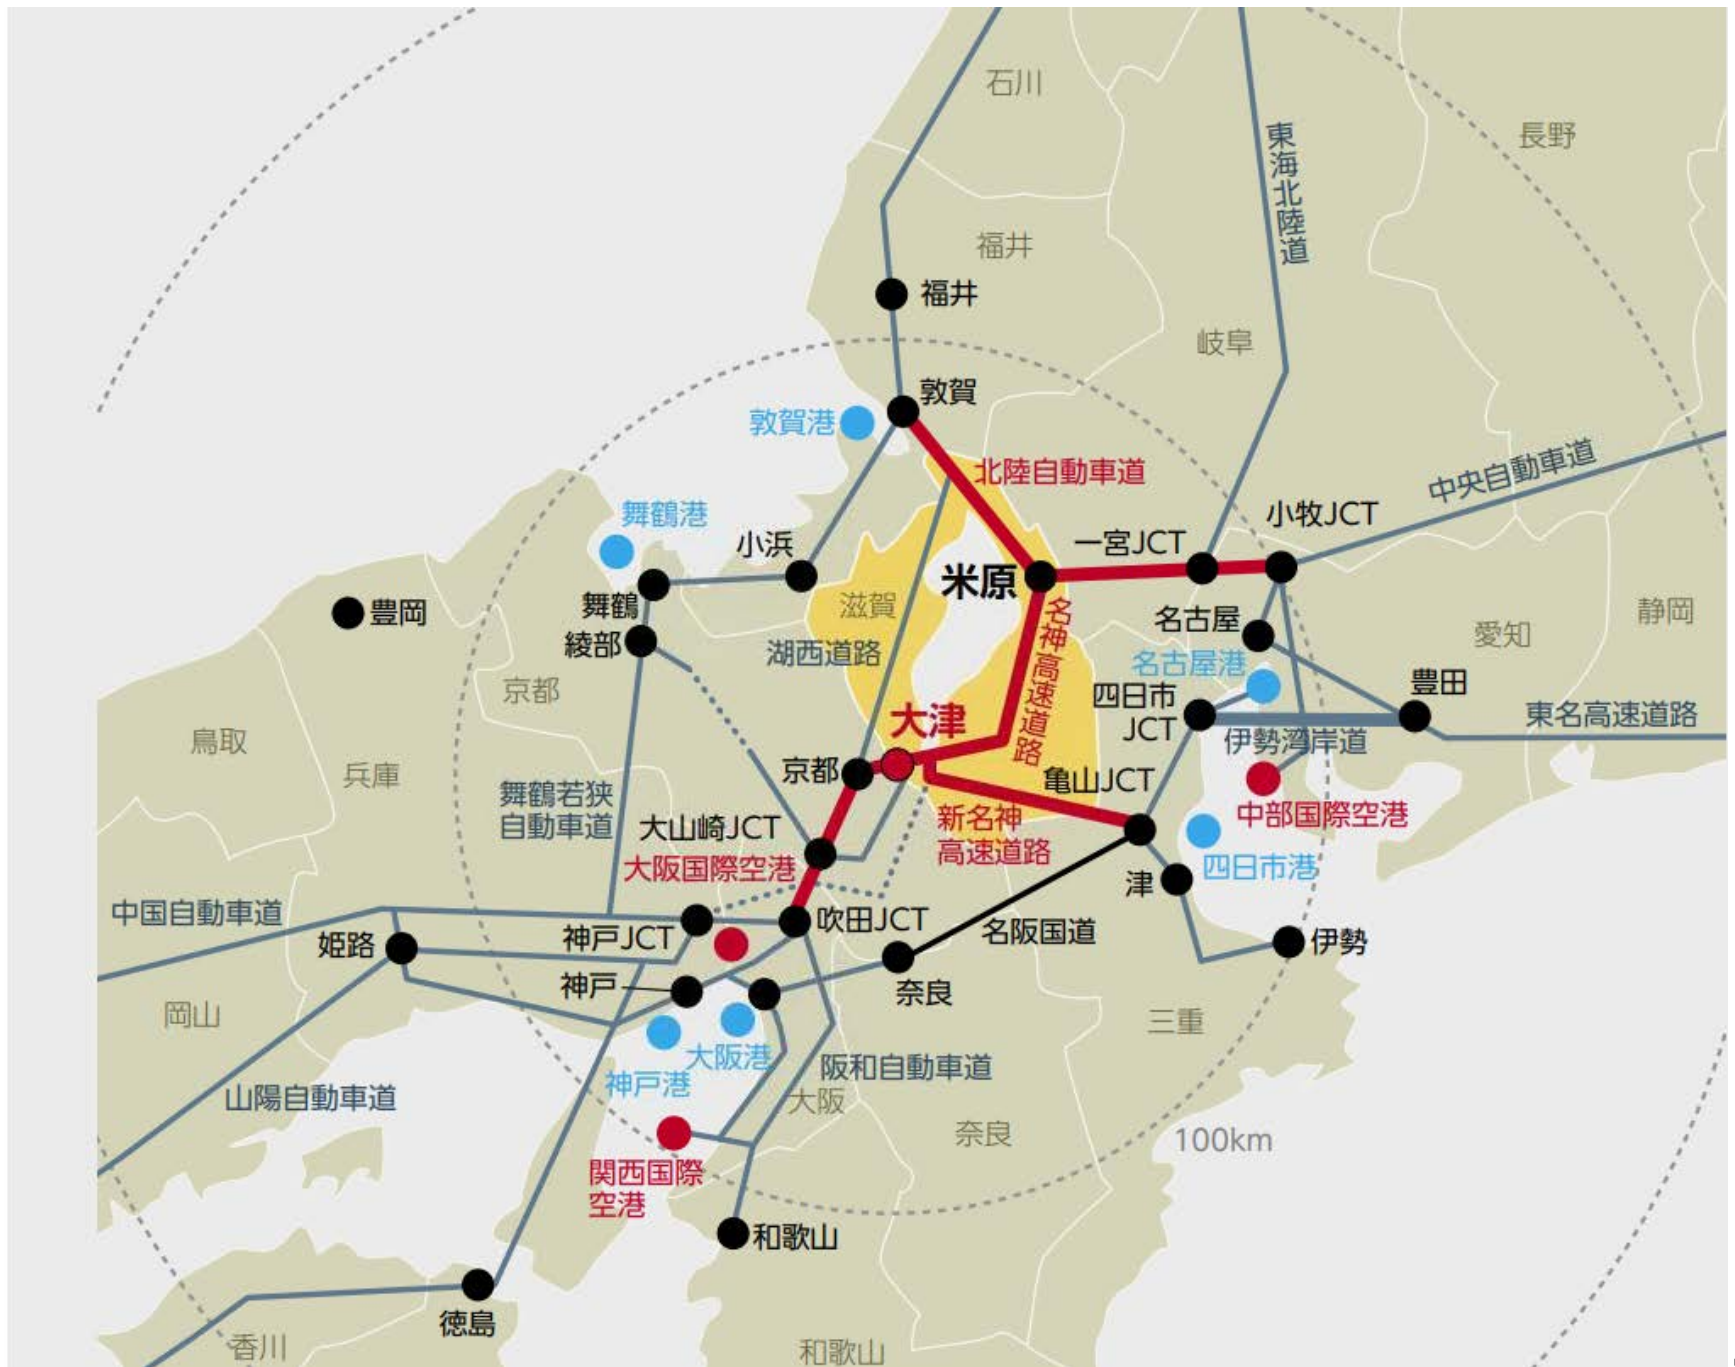 石川
長野
東海北陸道
福井
福井
岐阜
敦賀
敦賀港
北陸自動車道
中央自動車道
舞鶴港
小牧JCT
小浜
一宮JCT
米原
舞鶴
滋賀
豊岡
名古屋
静岡
愛知
綾部
湖西道路
名神高速道路
名古屋港
京都
四日市
JCT
豊田
大津
東名高速道路
鳥取
伊勢湾岸道
兵庫
京都
亀山JCT
舞鶴若狭
自動車道
中部国際空港
大山崎JCT
新名神
高速道路
大阪国際空港
四日市港
津
中国自動車道
吹田JCT
神戸JCT
名阪国道
伊勢
姫路
神戸
奈良
岡山
三重
大阪港
阪和自動車道
神戸港
山陽自動車道
大阪
奈良
100km
関西国際
空港
和歌山
徳島
香川
和歌山